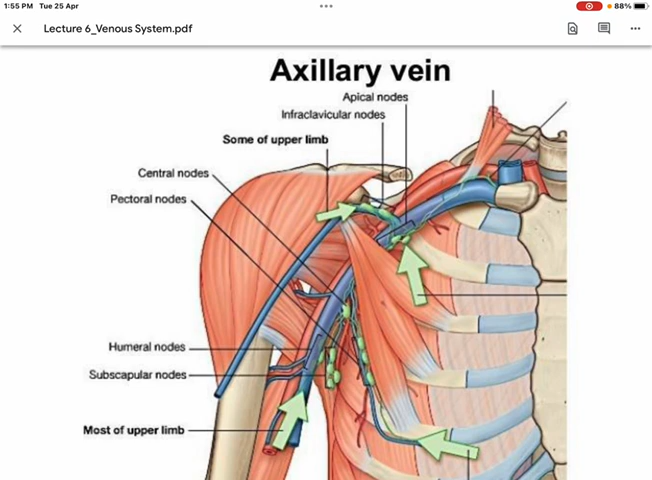 1:55 PM Tue 25 Apr
88%
Lecture 6_Venous System.pdf
Axillary vein
Apical nodes
Infraclavicular nodes
Some of upper limb
Central nodes
Pectoral nodes
Humeral nodes
Subscapular nodes
Most of upper limb